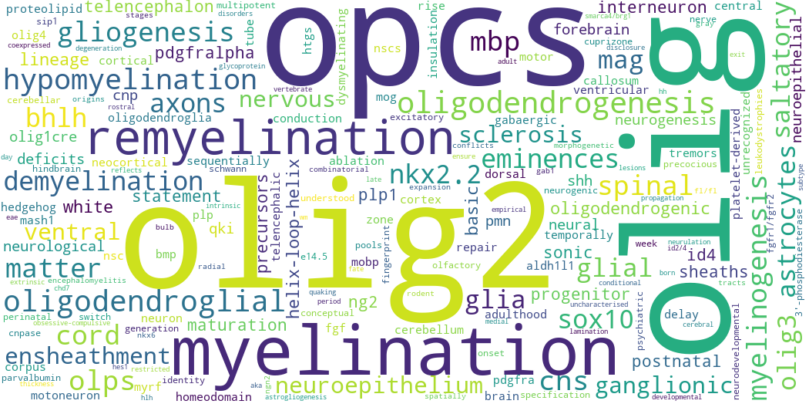 proteolipid telencephalon
stages
sip1
gliogenesis
multipotent
disorders
olig4
coexpressed
degeneration
glycoprotein
pdgfralpha
lineage
cortical
tube
htgs
nscs
dysmyelinating
hypomyelination
cnp
axons
nervous
bhlh
cerebellar
origins
rostral
oligodendroglia
conduction
mog
adult
vertebrate
opcs
rise
insulation
mbp
mag
interneuron
central
forebrain
smarca4/brg1
nerve
cuprizone
gfap
disclosure
exit
motor
callosum
ventricular
hh
olig1
saltatory
neuroepithelial
oligodendrogenesis
excitatory
gabaergic
neurogenesis
olig1cre
remyelination
sclerosis
conflicts
morphogenetic
deficits
neocortical
sequentially
ablation
combinatorial
eminences
ensure
lesions
tremors
precocious
platelet-derived
unrecognized
leukodystrophies
day
hindbrain
reflects
schwann
late
expansion
gab1
demyelination
statement
nkx2.2
dorsal
shh
neurogenic
spinal
f1/f1
propagation
subtype
hedgehog
white
plp
understood
plp1
basic
oligodendrogenic
mash1
precursors
telencephalic
helix-loop-helix
cortex
eae
intrinsic
olig2
zone
pmn
neural
sonic
temporally
empirical
week
neurulation
id2/4
id4
astrocytes
fgfr1/fgfr2
3'-phosphodiesterase
ventral
bulb
qki
neurological
bmp
nsc
radial
e14.5
pools
fingerprint
repair
olfactory
aldh1l1
glial
born
tracts
matter
extrinsic
encephalomyelitis
chd7
quaking
mobp
rodent
progenitor
conditional
sheaths
oligodendroglial
period
ng2
glia
adulthood
uncharacterised
perinatal
switch
nkx6
maturation
conceptual
fgf
cerebellum
medial
sox10
delay
cerebral
myelinogenesis
olig3
cnpase
obsessive-compulsive
cord
neuron
generation
myelination
onset
lamination
psychiatric
neurodevelopmental
ensheathment
corpus
parvalbumin
thickness
hes1
restricted
identity
postnatal
olps
myrf
aka
astrogliogenesis
neuroepithelium
pdgfra
cns
ganglionic
motoneuron
hlh
homeodomain
ngn2
spatially
brain
specification
developmental